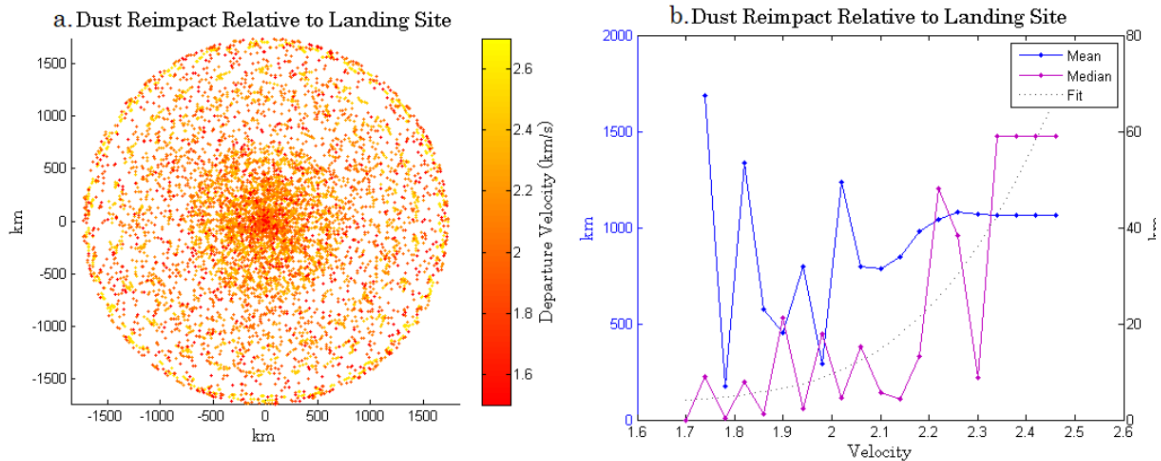 a. Dust Reimpact Relative to Landing Site
1500
1000
500
0
-500
-1000
-1500
km
-1500 -1000 -500 0 500 1000 1500
km
2.6
2.4
2.2
2
1.8
1.6
Departure Velocity (km/s)
b. Dust Reimpact Relative to Landing Site
2000
1500
1000
500
0
km
Mean
Median
Fit
80
60
40
20
0
km
1.6 1.7 1.8 1.9 2 2.1 2.2 2.3 2.4 2.5 2.6
Velocity